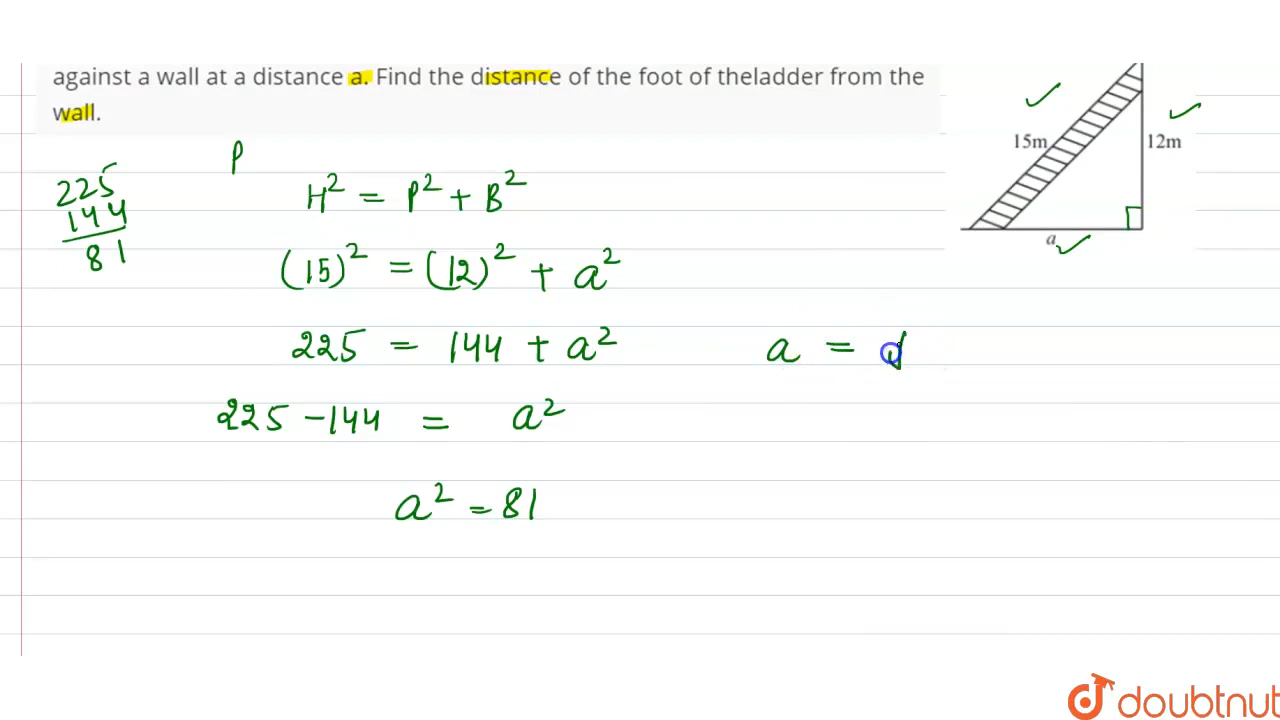 against a wall at a distance a. Find the distance of the foot of theladder from the
wall.
15m
12m
a
P
225
144
81
H² = P² + B²
(15)² = (12)² + a²
225 = 144 + a²
a = √
225 - 144 = a²
a² = 81
doubtnut